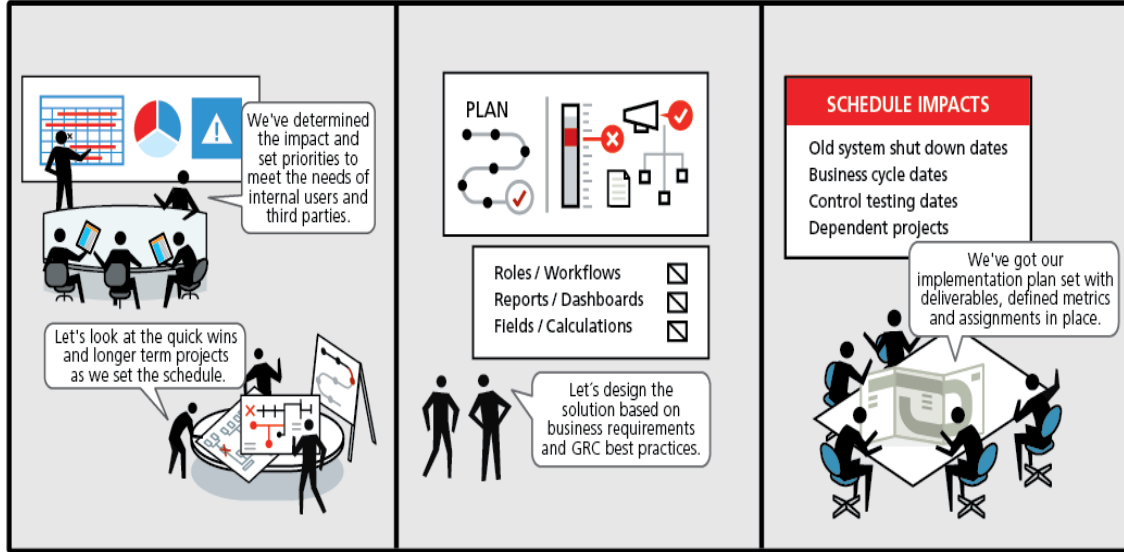 We've determined
the impact and
set priorities to
meet the needs of
internal users and
third parties.
Let's look at the quick wins
and longer term projects
as we set the schedule.
PLAN
Roles / Workflows
Reports / Dashboards
Fields / Calculations
Let's design the
solution based on
business requirements
and GRC best practices.
SCHEDULE IMPACTS
Old system shut down dates
Business cycle dates
Control testing dates
Dependent projects
We've got our
implementation plan set with
deliverables, defined metrics
and assignments in place.